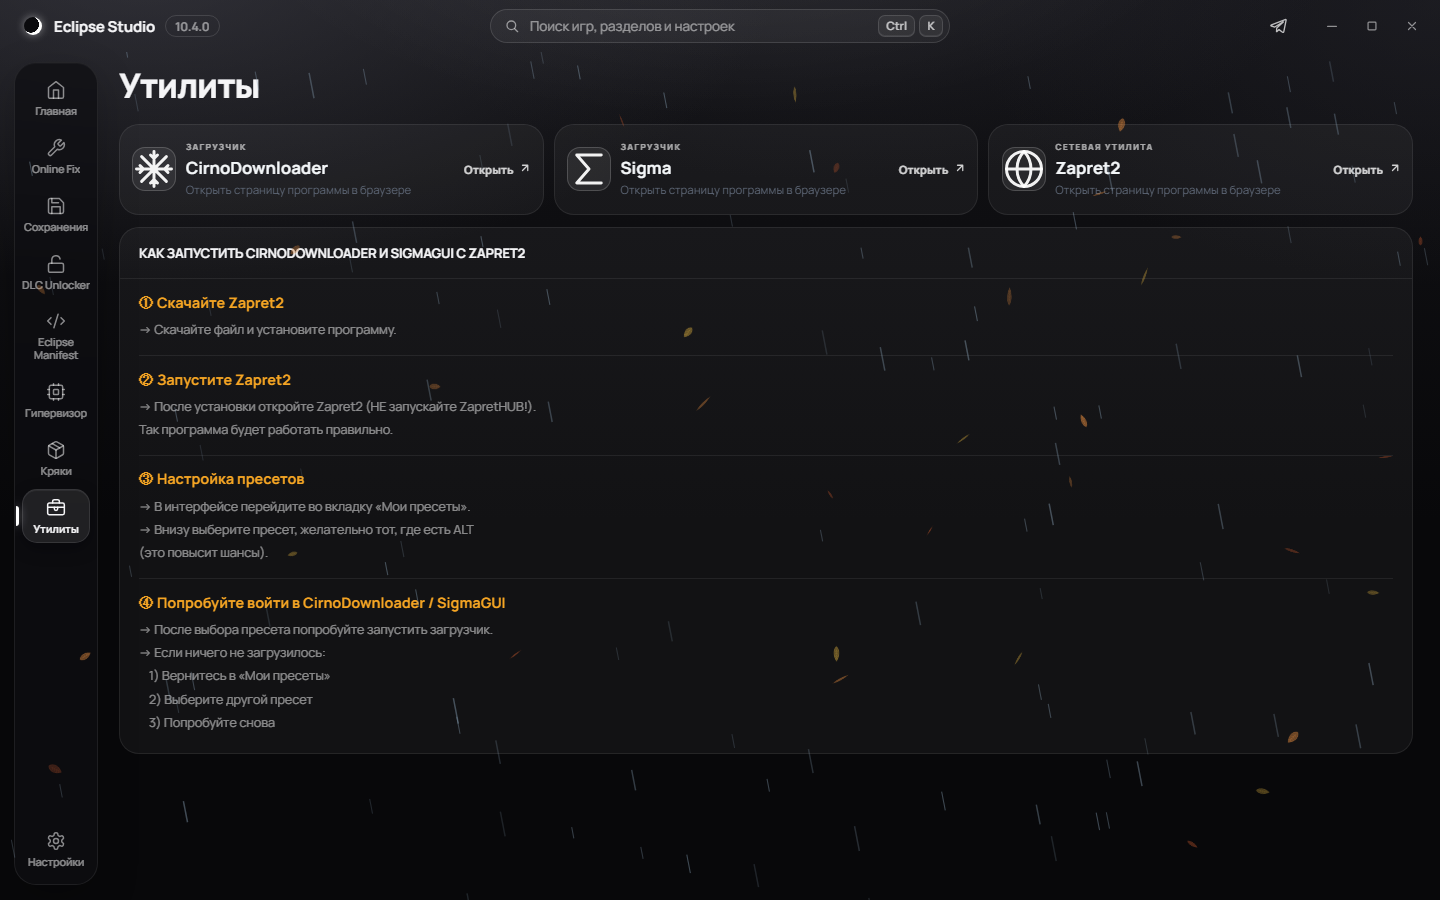 Eclipse Studio 10.4.0
Поиск игр, разделов и настроек Ctrl K
Главная
Online Fix
Сохранения
DLC Unlocker
Eclipse
Manifest
Гипервизор
Кряки
Утилиты
Настройки
Утилиты
ЗАГРУЗЧИК
CirnoDownloader
Открыть страницу программы в браузере
Открыть
ЗАГРУЗЧИК
Sigma
Открыть страницу программы в браузере
Открыть
СЕТЕВАЯ УТИЛИТА
Zapret2
Открыть страницу программы в браузере
Открыть
КАК ЗАПУСТИТЬ CIRNODOWNLOADER И SIGMAGUI С ZAPRET2
① Скачайте Zapret2
→ Скачайте файл и установите программу.
② Запустите Zapret2
→ После установки откройте Zapret2 (НЕ запускайте ZapretHUB!).
Так программа будет работать правильно.
③ Настройка пресетов
→ В интерфейсе перейдите во вкладку «Мои пресеты».
→ Внизу выберите пресет, желательно тот, где есть ALT
(это повысит шансы).
④ Попробуйте войти в CirnoDownloader / SigmaGUI
→ После выбора пресета попробуйте запустить загрузчик.
→ Если ничего не загрузилось:
1) Вернитесь в «Мои пресеты»
2) Выберите другой пресет
3) Попробуйте снова